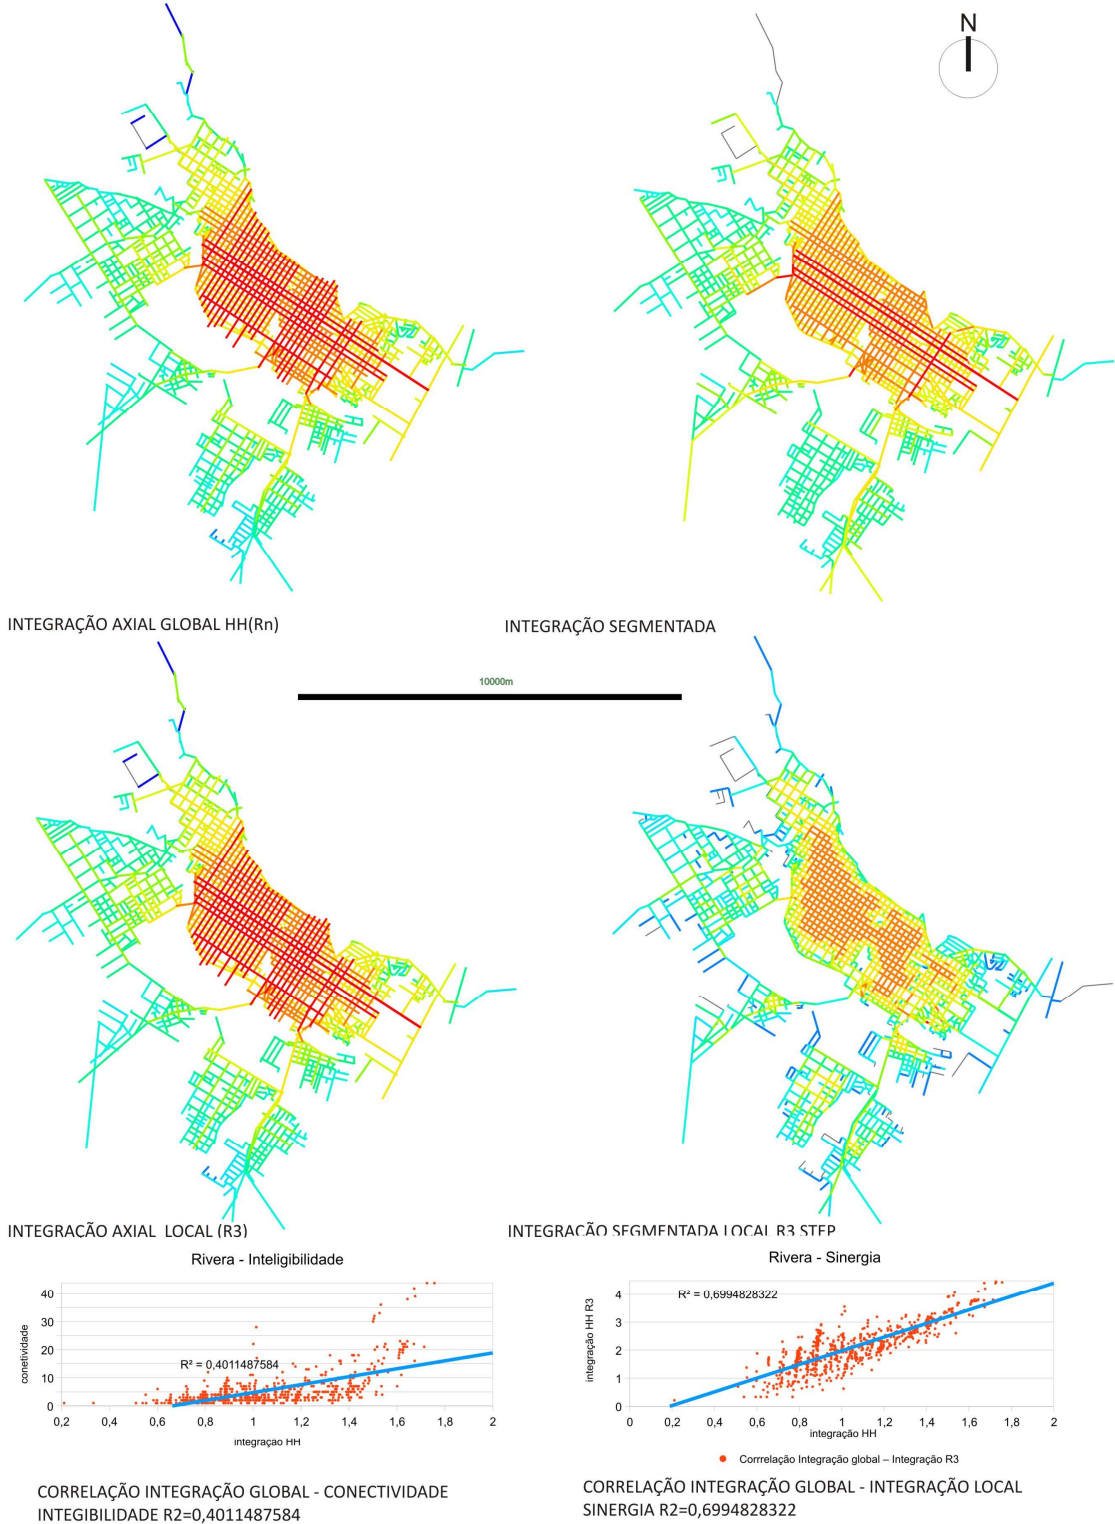 N
INTEGRAÇÃO AXIAL GLOBAL HH(Rn)
INTEGRAÇÃO SEGMENTADA
10000m
INTEGRAÇÃO AXIAL LOCAL (R3)
INTEGRAÇÃO SEGMENTADA LOCAL R3 STEP
Rivera - Inteligibilidade
conetividade
40
30
20
10
0
R² = 0,4011487584
0,2 0,4 0,6 0,8 1 1,2 1,4 1,6 1,8 2
integração HH
Rivera - Sinergia
integração HH R3
4
3
2
1
0
R² = 0,6994828322
0 0,2 0,4 0,6 0,8 1 1,2 1,4 1,6 1,8 2
integração HH
Corrrelação Integração global – Integração R3
CORRELAÇÃO INTEGRAÇÃO GLOBAL - CONECTIVIDADE
INTEGIBILIDADE R2=0,4011487584
CORRELAÇÃO INTEGRAÇÃO GLOBAL - INTEGRAÇÃO LOCAL
SINERGIA R2=0,6994828322